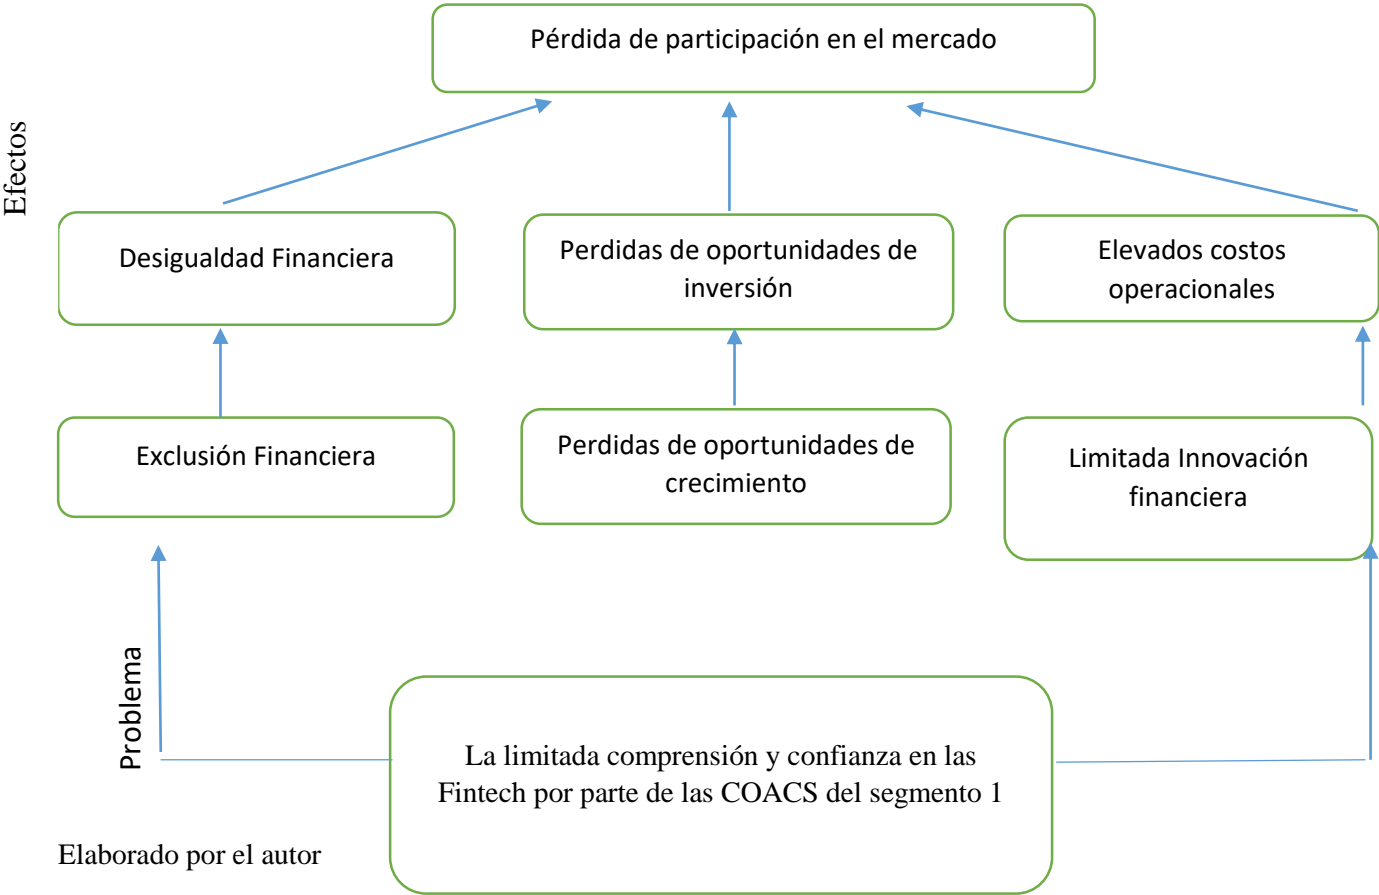 Pérdida de participación en el mercado
Efectos
Desigualdad Financiera
Perdidas de oportunidades de
inversión
Elevados costos
operacionales
Exclusión Financiera
Perdidas de oportunidades de
crecimiento
Limitada Innovación
financiera
Problema
La limitada comprensión y confianza en las
Fintech por parte de las COACS del segmento 1
Elaborado por el autor